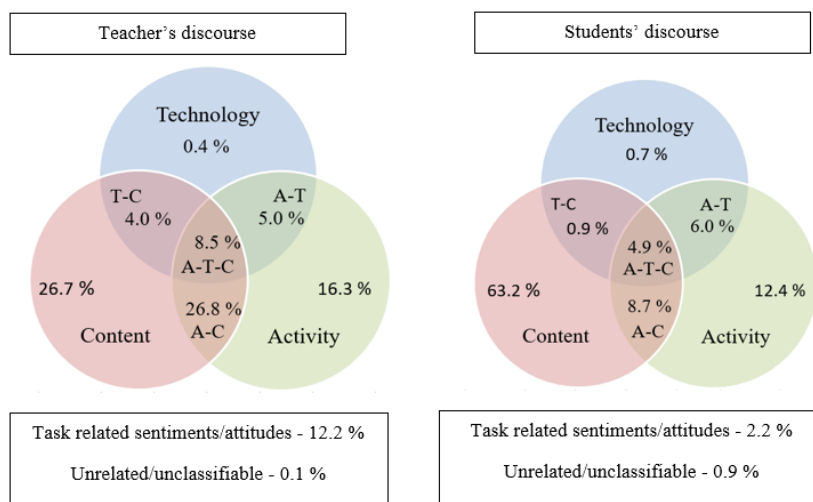 Teacher's discourse
Technology
0.4 %
T-C
4.0 %
A-T
5.0 %
8.5 %
A-T-C
26.7 %
16.3 %
26.8 %
A-C
Content
Activity
Task related sentiments/attitudes - 12.2 %
Unrelated/unclassifiable - 0.1 %
Students' discourse
Technology
0.7 %
T-C
0.9 %
A-T
6.0 %
4.9 %
A-T-C
63.2 %
12.4 %
8.7 %
A-C
Content
Activity
Task related sentiments/attitudes - 2.2 %
Unrelated/unclassifiable - 0.9 %